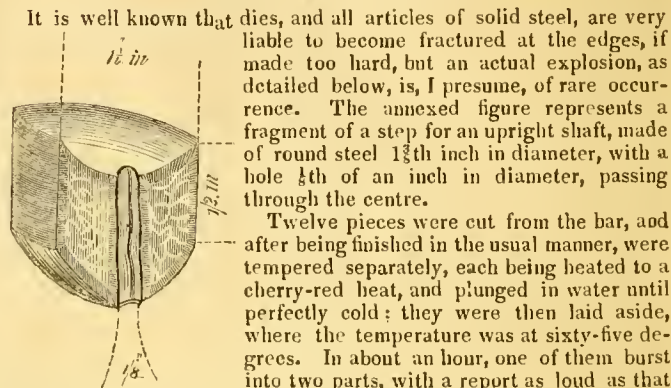 It is well known that dies, and all articles of solid steel, are very
liable to become fractured at the edges, if
made too hard, but an actual explosion, as
detailed below, is, I presume, of rare occur-
rence. The annexed figure represents a
fragment of a step for an upright shaft, made
of round steel 1⅜th inch in diameter, with a
hole ⅛th of an inch in diameter, passing
through the centre.
Twelve pieces were cut from the bar, and
after being finished in the usual manner, were
tempered separately, each being heated to a
cherry-red heat, and plunged in water until
perfectly cold: they were then laid aside,
where the temperature was at sixty-five de-
grees. In about an hour, one of them burst
into two parts, with a report as loud as that
1/2 in
1/8"